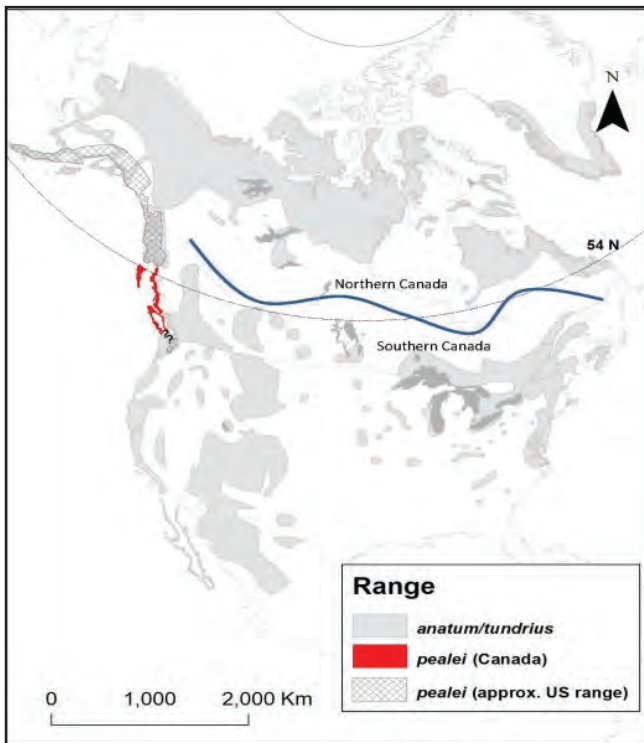 N
54 N
Northern Canada
Southern Canada
Range
anatum/tundrius
pealei (Canada)
pealei (approx. US range)
0 1,000 2,000 Km